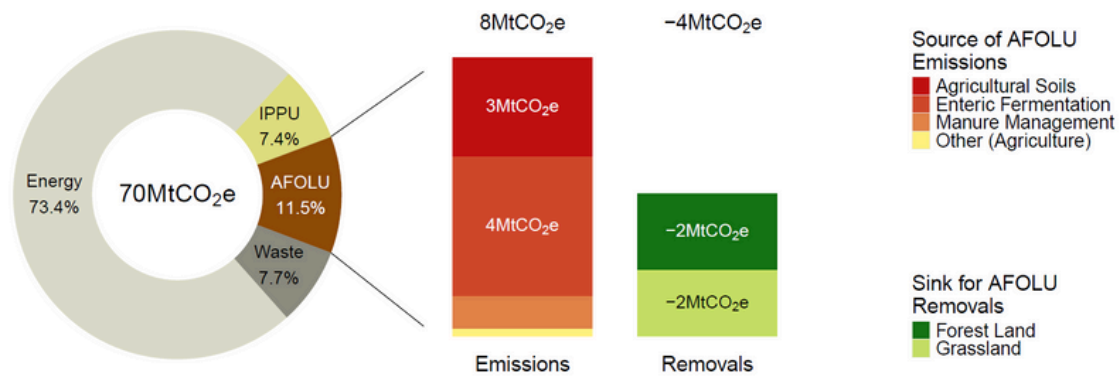 8MtCO₂e
−4MtCO₂e
Source of AFOLU
Emissions
Agricultural Soils
Enteric Fermentation
Manure Management
Other (Agriculture)
IPPU
7.4%
3MtCO₂e
Energy
73.4%
70MtCO₂e
AFOLU
11.5%
4MtCO₂e
−2MtCO₂e
Waste
7.7%
−2MtCO₂e
Sink for AFOLU
Removals
Forest Land
Grassland
Emissions
Removals